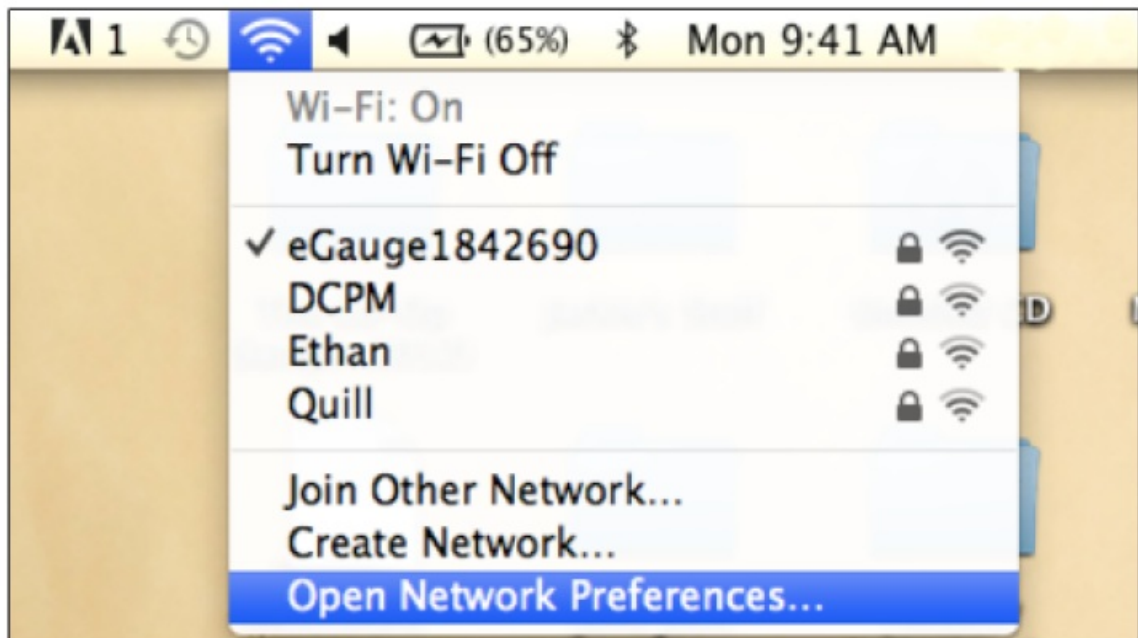 1 (65%) Mon 9:41 AM
Wi-Fi: On
Turn Wi-Fi Off
eGauge1842690
DCPM
Ethan
Quill
Join Other Network...
Create Network...
Open Network Preferences...
D